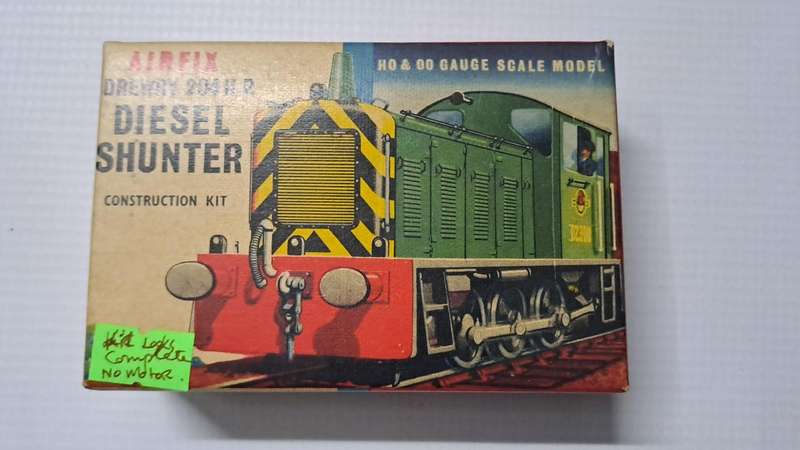 AIRFIX
DREWRY 204 H.P.
DIESEL
SHUNTER
CONSTRUCTION KIT
HO & OO GAUGE SCALE MODEL
Kit Looks
Complete
No Motor.